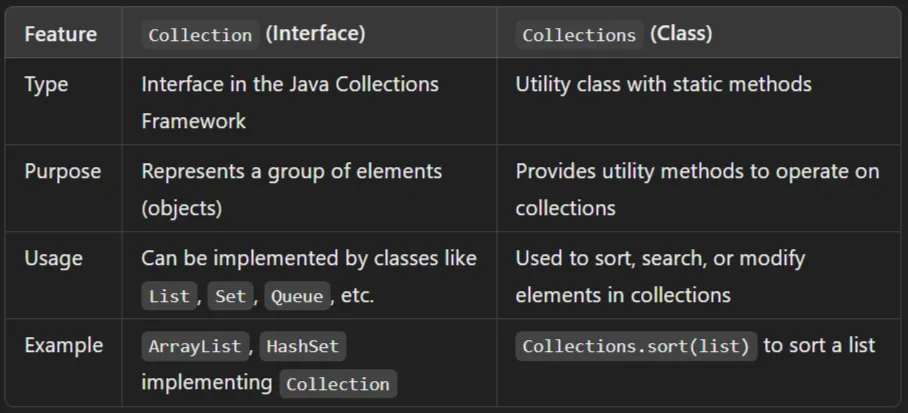 Feature Collection (Interface) Collections (Class)
Type Interface in the Java Collections Utility class with static methods
Framework
Purpose Represents a group of elements Provides utility methods to operate on
(objects) collections
Usage Can be implemented by classes like Used to sort, search, or modify
List, Set, Queue, etc. elements in collections
Example ArrayList, HashSet Collections.sort(list) to sort a list
implementing Collection